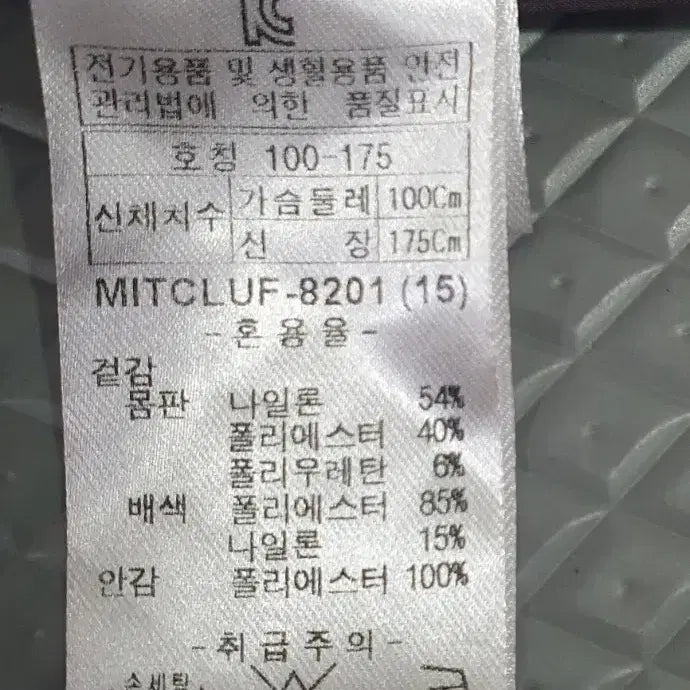 전기용품 및 생활용품 안전
관리법에 의한 품질표시
호칭 100-175
신체치수 가슴둘레 100Cm
신장 175Cm
MITCLUF-8201 (15)
-혼용율-
겉감
몸판 나일론 54%
폴리에스터 40%
폴리우레탄 6%
배색 폴리에스터 85%
나일론 15%
안감 폴리에스터 100%
-취급주의-
손세탁